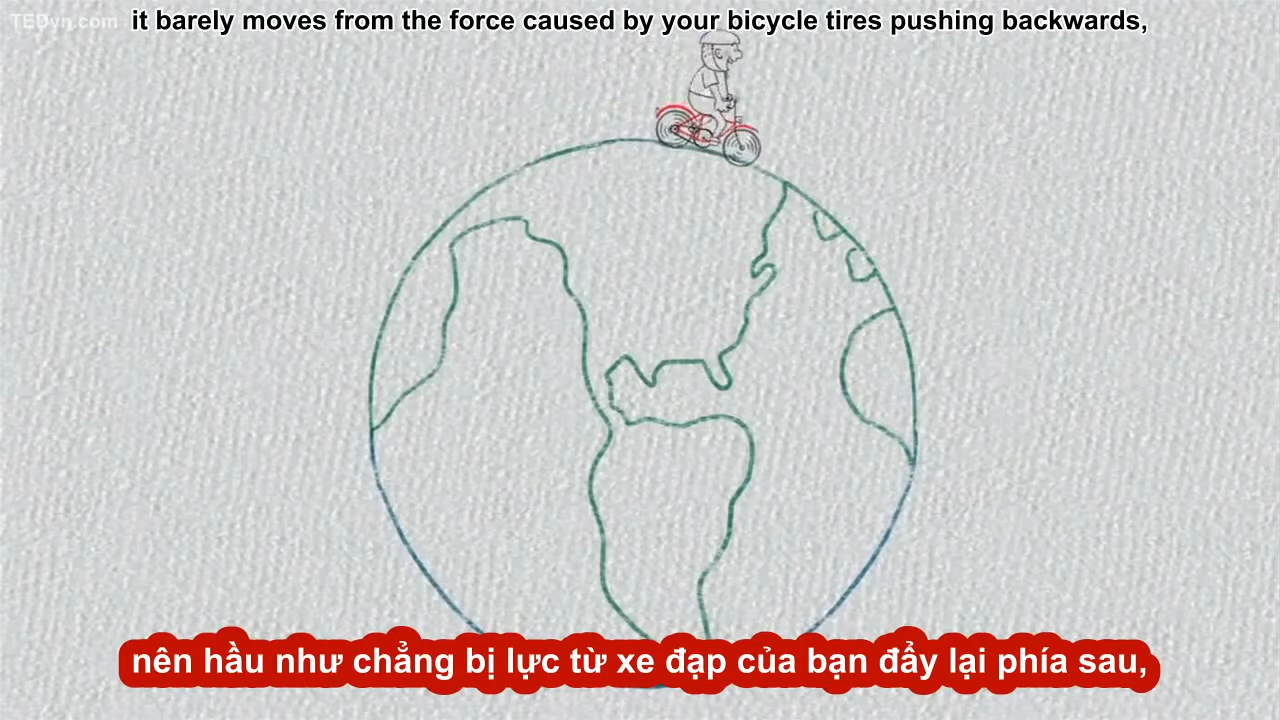 TEDvn.com
it barely moves from the force caused by your bicycle tires pushing backwards,
nên hầu như chẳng bị lực từ xe đạp của bạn đẩy lại phía sau,